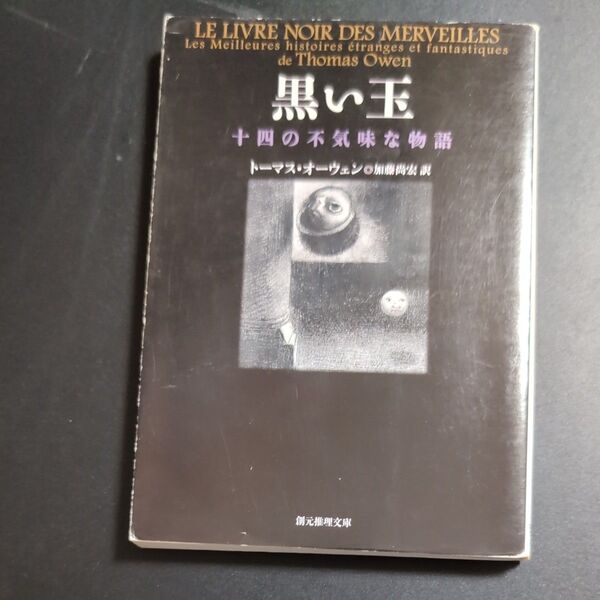 LE LIVRE NOIR DES MERVEILLES
Les Meilleures histoires étranges et fantastiques
de Thomas Owen
黒い玉
十四の不気味な物語
トーマス・オーウェン◎加藤尚宏 訳
創元推理文庫